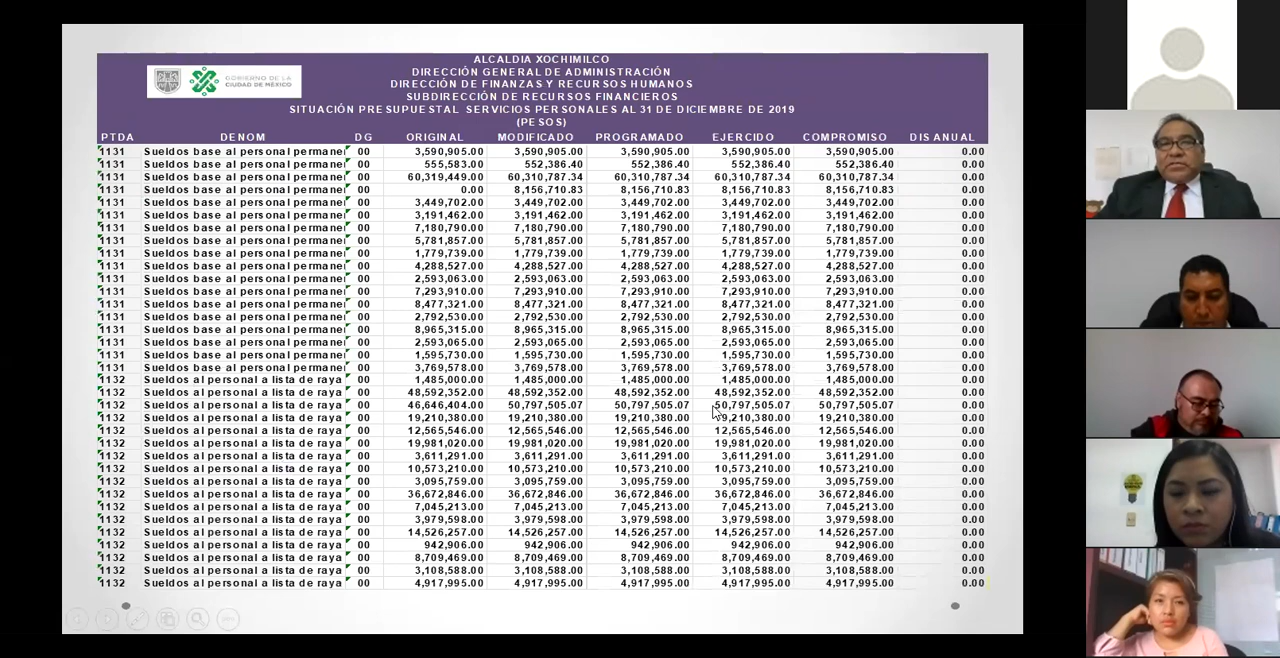 GOBIERNO DE LA
CIUDAD DE MÉXICO
ALCALDIA XOCHIMILCO
DIRECCIÓN GENERAL DE ADMINISTRACIÓN
DIRECCIÓN DE FINANZAS Y RECURSOS HUMANOS
SUBDIRECCIÓN DE RECURSOS FINANCIEROS
SITUACIÓN PRESUPUESTAL SERVICIOS PERSONALES AL 31 DE DICIEMBRE DE 2019
(PESOS)
PTDA DENOM DG ORIGINAL MODIFICADO PROGRAMADO EJERCIDO COMPROMISO DIS ANUAL
1131 Sueldos base al personal permane 00 3,590,905.00 3,590,905.00 3,590,905.00 3,590,905.00 3,590,905.00 0.00
1131 Sueldos base al personal permane 00 555,583.00 552,386.40 552,386.40 552,386.40 552,386.40 0.00
1131 Sueldos base al personal permane 00 60,319,449.00 60,310,787.34 60,310,787.34 60,310,787.34 60,310,787.34 0.00
1131 Sueldos base al personal permane 00 0.00 8,156,710.83 8,156,710.83 8,156,710.83 8,156,710.83 0.00
1131 Sueldos base al personal permane 00 3,449,702.00 3,449,702.00 3,449,702.00 3,449,702.00 3,449,702.00 0.00
1131 Sueldos base al personal permane 00 3,191,462.00 3,191,462.00 3,191,462.00 3,191,462.00 3,191,462.00 0.00
1131 Sueldos base al personal permane 00 7,180,790.00 7,180,790.00 7,180,790.00 7,180,790.00 7,180,790.00 0.00
1131 Sueldos base al personal permane 00 5,781,857.00 5,781,857.00 5,781,857.00 5,781,857.00 5,781,857.00 0.00
1131 Sueldos base al personal permane 00 1,779,739.00 1,779,739.00 1,779,739.00 1,779,739.00 1,779,739.00 0.00
1131 Sueldos base al personal permane 00 4,288,527.00 4,288,527.00 4,288,527.00 4,288,527.00 4,288,527.00 0.00
1131 Sueldos base al personal permane 00 2,593,063.00 2,593,063.00 2,593,063.00 2,593,063.00 2,593,063.00 0.00
1131 Sueldos base al personal permane 00 7,293,910.00 7,293,910.00 7,293,910.00 7,293,910.00 7,293,910.00 0.00
1131 Sueldos base al personal permane 00 8,477,321.00 8,477,321.00 8,477,321.00 8,477,321.00 8,477,321.00 0.00
1131 Sueldos base al personal permane 00 2,792,530.00 2,792,530.00 2,792,530.00 2,792,530.00 2,792,530.00 0.00
1131 Sueldos base al personal permane 00 8,965,315.00 8,965,315.00 8,965,315.00 8,965,315.00 8,965,315.00 0.00
1131 Sueldos base al personal permane 00 2,593,065.00 2,593,065.00 2,593,065.00 2,593,065.00 2,593,065.00 0.00
1131 Sueldos base al personal permane 00 1,595,730.00 1,595,730.00 1,595,730.00 1,595,730.00 1,595,730.00 0.00
1131 Sueldos base al personal permane 00 3,769,578.00 3,769,578.00 3,769,578.00 3,769,578.00 3,769,578.00 0.00
1132 Sueldos al personal a lista de raya 00 1,485,000.00 1,485,000.00 1,485,000.00 1,485,000.00 1,485,000.00 0.00
1132 Sueldos al personal a lista de raya 00 48,592,352.00 48,592,352.00 48,592,352.00 48,592,352.00 48,592,352.00 0.00
1132 Sueldos al personal a lista de raya 00 46,646,404.00 50,797,505.07 50,797,505.07 50,797,505.07 50,797,505.07 0.00
1132 Sueldos al personal a lista de raya 00 19,210,380.00 19,210,380.00 19,210,380.00 19,210,380.00 19,210,380.00 0.00
1132 Sueldos al personal a lista de raya 00 12,565,546.00 12,565,546.00 12,565,546.00 12,565,546.00 12,565,546.00 0.00
1132 Sueldos al personal a lista de raya 00 19,981,020.00 19,981,020.00 19,981,020.00 19,981,020.00 19,981,020.00 0.00
1132 Sueldos al personal a lista de raya 00 3,611,291.00 3,611,291.00 3,611,291.00 3,611,291.00 3,611,291.00 0.00
1132 Sueldos al personal a lista de raya 00 10,573,210.00 10,573,210.00 10,573,210.00 10,573,210.00 10,573,210.00 0.00
1132 Sueldos al personal a lista de raya 00 3,095,759.00 3,095,759.00 3,095,759.00 3,095,759.00 3,095,759.00 0.00
1132 Sueldos al personal a lista de raya 00 36,672,846.00 36,672,846.00 36,672,846.00 36,672,846.00 36,672,846.00 0.00
1132 Sueldos al personal a lista de raya 00 7,045,213.00 7,045,213.00 7,045,213.00 7,045,213.00 7,045,213.00 0.00
1132 Sueldos al personal a lista de raya 00 3,979,598.00 3,979,598.00 3,979,598.00 3,979,598.00 3,979,598.00 0.00
1132 Sueldos al personal a lista de raya 00 14,526,257.00 14,526,257.00 14,526,257.00 14,526,257.00 14,526,257.00 0.00
1132 Sueldos al personal a lista de raya 00 942,906.00 942,906.00 942,906.00 942,906.00 942,906.00 0.00
1132 Sueldos al personal a lista de raya 00 8,709,469.00 8,709,469.00 8,709,469.00 8,709,469.00 8,709,469.00 0.00
1132 Sueldos al personal a lista de raya 00 3,108,588.00 3,108,588.00 3,108,588.00 3,108,588.00 3,108,588.00 0.00
1132 Sueldos al personal a lista de raya 00 4,917,995.00 4,917,995.00 4,917,995.00 4,917,995.00 4,917,995.00 0.00